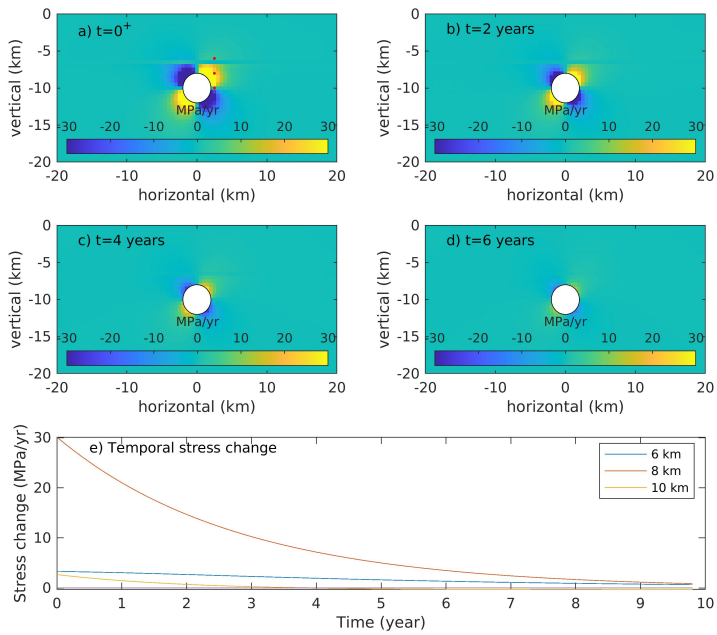 a) t=0+
0
-5
-10
-15
-20
vertical (km)
MPa/yr
-30 -20 -10 0 10 20 30
-20 -10 0 10 20
horizontal (km)
b) t=2 years
0
-5
-10
-15
-20
vertical (km)
MPa/yr
-30 -20 -10 0 10 20 30
-20 -10 0 10 20
horizontal (km)
c) t=4 years
0
-5
-10
-15
-20
vertical (km)
MPa/yr
-30 -20 -10 0 10 20 30
-20 -10 0 10 20
horizontal (km)
d) t=6 years
0
-5
-10
-15
-20
vertical (km)
MPa/yr
-30 -20 -10 0 10 20 30
-20 -10 0 10 20
horizontal (km)
e) Temporal stress change
30
20
10
0
Stress change (MPa/yr)
6 km
8 km
10 km
0 1 2 3 4 5 6 7 8 9 10
Time (year)